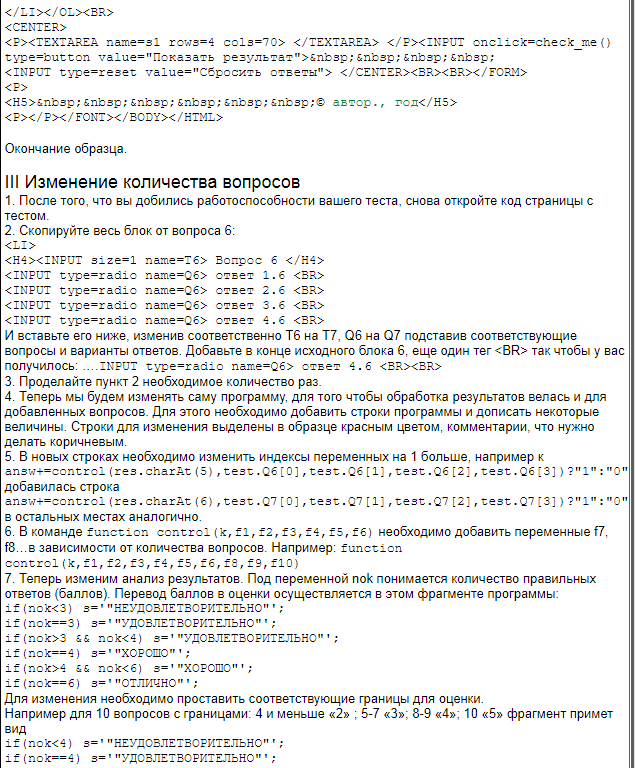 </LI></OL><BR>
<CENTER>
<P><TEXTAREA name=s1 rows=4 cols=70> </TEXTAREA> </P><INPUT onclick=check_me()
type=button value="Показать результат">&nbsp;&nbsp;&nbsp;&nbsp;
<INPUT type=reset value="Сбросить ответы"> </CENTER><BR><BR></FORM>
<P>
<H5>&nbsp;&nbsp;&nbsp;&nbsp;&nbsp;&nbsp;© автор., год</H5>
<P></P></FONT></BODY></HTML>
Окончание образца.
III Изменение количества вопросов
1. После того, что вы добились работоспособности вашего теста, снова откройте код страницы с
тестом.
2. Скопируйте весь блок от вопроса 6:
<LI>
<H4><INPUT size=1 name=T6> Вопрос 6 </H4>
<INPUT type=radio name=Q6> ответ 1.6 <BR>
<INPUT type=radio name=Q6> ответ 2.6 <BR>
<INPUT type=radio name=Q6> ответ 3.6 <BR>
<INPUT type=radio name=Q6> ответ 4.6 <BR>
И вставьте его ниже, изменив соответственно T6 на T7, Q6 на Q7 подставив соответствующие
вопросы и варианты ответов. Добавьте в конце исходного блока 6, еще один тег <BR> так чтобы у вас
получилось: ….INPUT type=radio name=Q6> ответ 4.6 <BR><BR>
3. Проделайте пункт 2 необходимое количество раз.
4. Теперь мы будем изменять саму программу, для того чтобы обработка результатов велась и для
добавленных вопросов. Для этого необходимо добавить строки программы и дописать некоторые
величины. Строки для изменения выделены в образце красным цветом, комментарии, что нужно
делать коричневым.
5. В новых строках необходимо изменить индексы переменных на 1 больше, например к
answ+=control(res.charAt(5),test.Q6[0],test.Q6[1],test.Q6[2],test.Q6[3])?"1":"0"
добавилась строка
answ+=control(res.charAt(6),test.Q7[0],test.Q7[1],test.Q7[2],test.Q7[3])?"1":"0"
в остальных местах аналогично.
6. В команде function control(k,f1,f2,f3,f4,f5,f6) необходимо добавить переменные f7,
f8…в зависимости от количества вопросов. Например: function
control(k,f1,f2,f3,f4,f5,f6,f8,f9,f10)
7. Теперь изменим анализ результатов. Под переменной nok понимается количество правильных
ответов (баллов). Перевод баллов в оценки осуществляется в этом фрагменте программы:
if(nok<3) s='"НЕУДОВЛЕТВОРИТЕЛЬНО"';
if(nok==3) s='"УДОВЛЕТВОРИТЕЛЬНО"';
if(nok>3 && nok<4) s='"УДОВЛЕТВОРИТЕЛЬНО"';
if(nok==4) s='"ХОРОШО"';
if(nok>4 && nok<6) s='"ХОРОШО"';
if(nok==6) s='"ОТЛИЧНО"';
Для изменения необходимо проставить соответствующие границы для оценки.
Например для 10 вопросов с границами: 4 и меньше «2» ; 5-7 «3»; 8-9 «4»; 10 «5» фрагмент примет
вид
if(nok<4) s='"НЕУДОВЛЕТВОРИТЕЛЬНО"';
if(nok==4) s='"УДОВЛЕТВОРИТЕЛЬНО"';